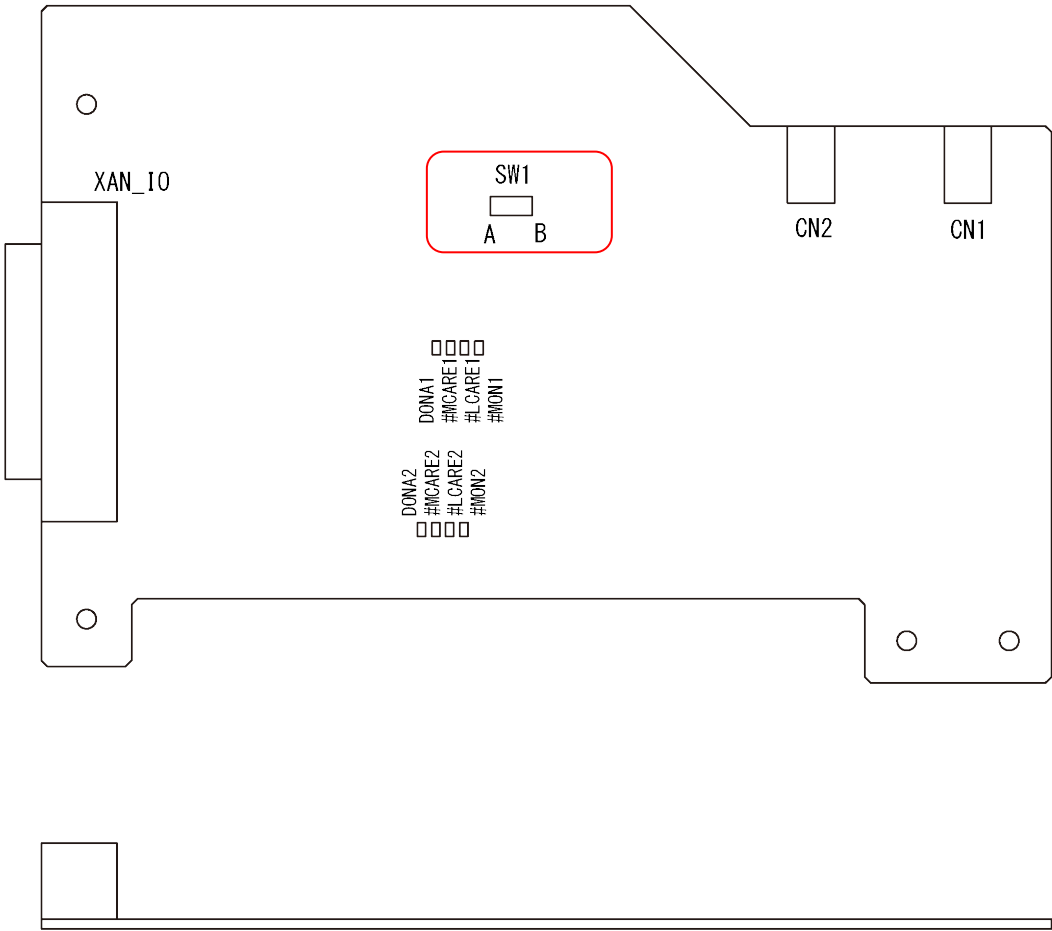 XAN_IO
SW1
A B
CN2
CN1
DONA1
#MCARE1
#LCARE1
#MON1
DONA2
#MCARE2
#LCARE2
#MON2